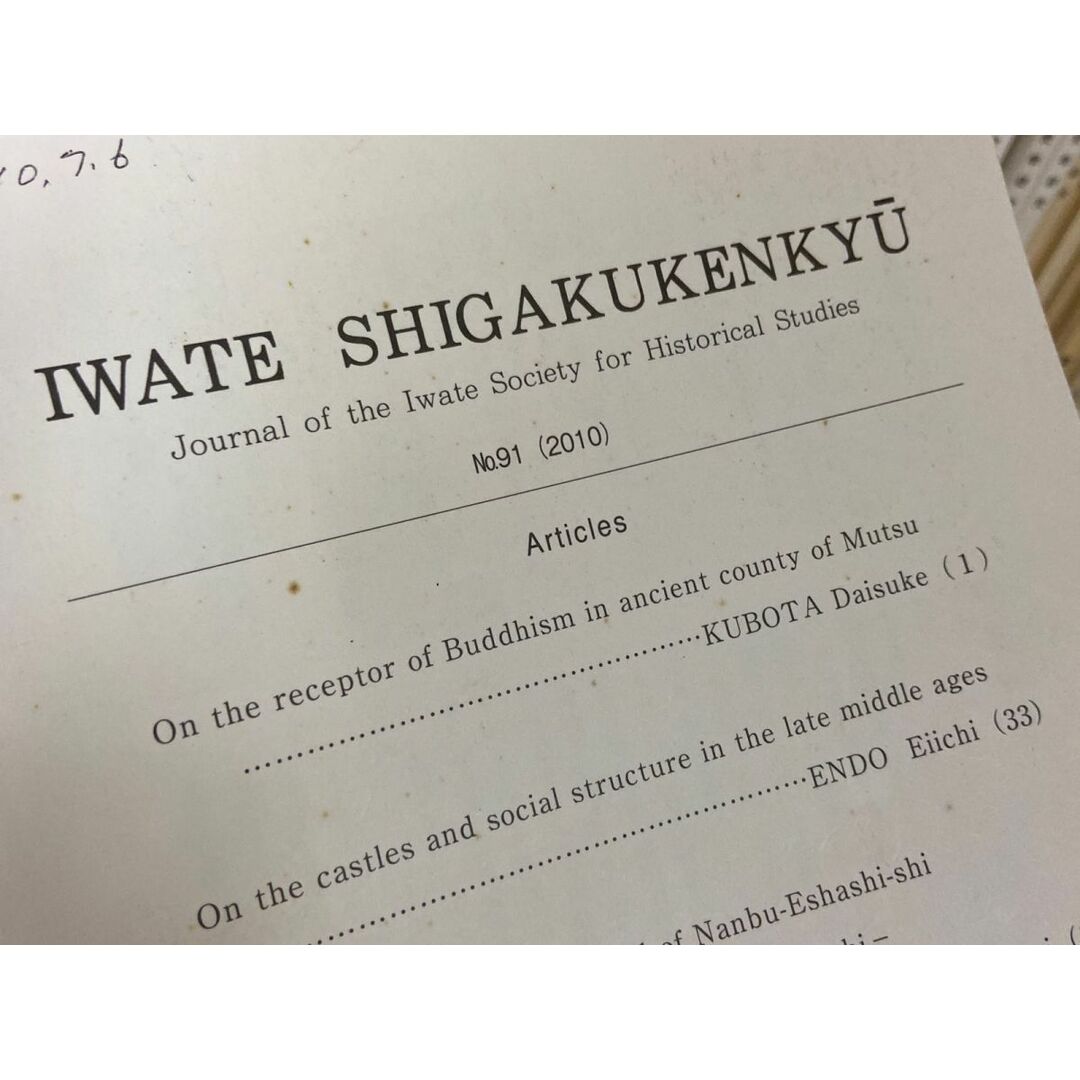 0.7.6
IWATE SHIGAKUKENKYŪ
Journal of the Iwate Society for Historical Studies
No.91 (2010)
Articles
On the receptor of Buddhism in ancient county of Mutsu
KUBOTA Daisuke (1)
On the castles and social structure in the late middle ages
ENDO Eiichi (33)
of Nanbu-Eshashi-shi